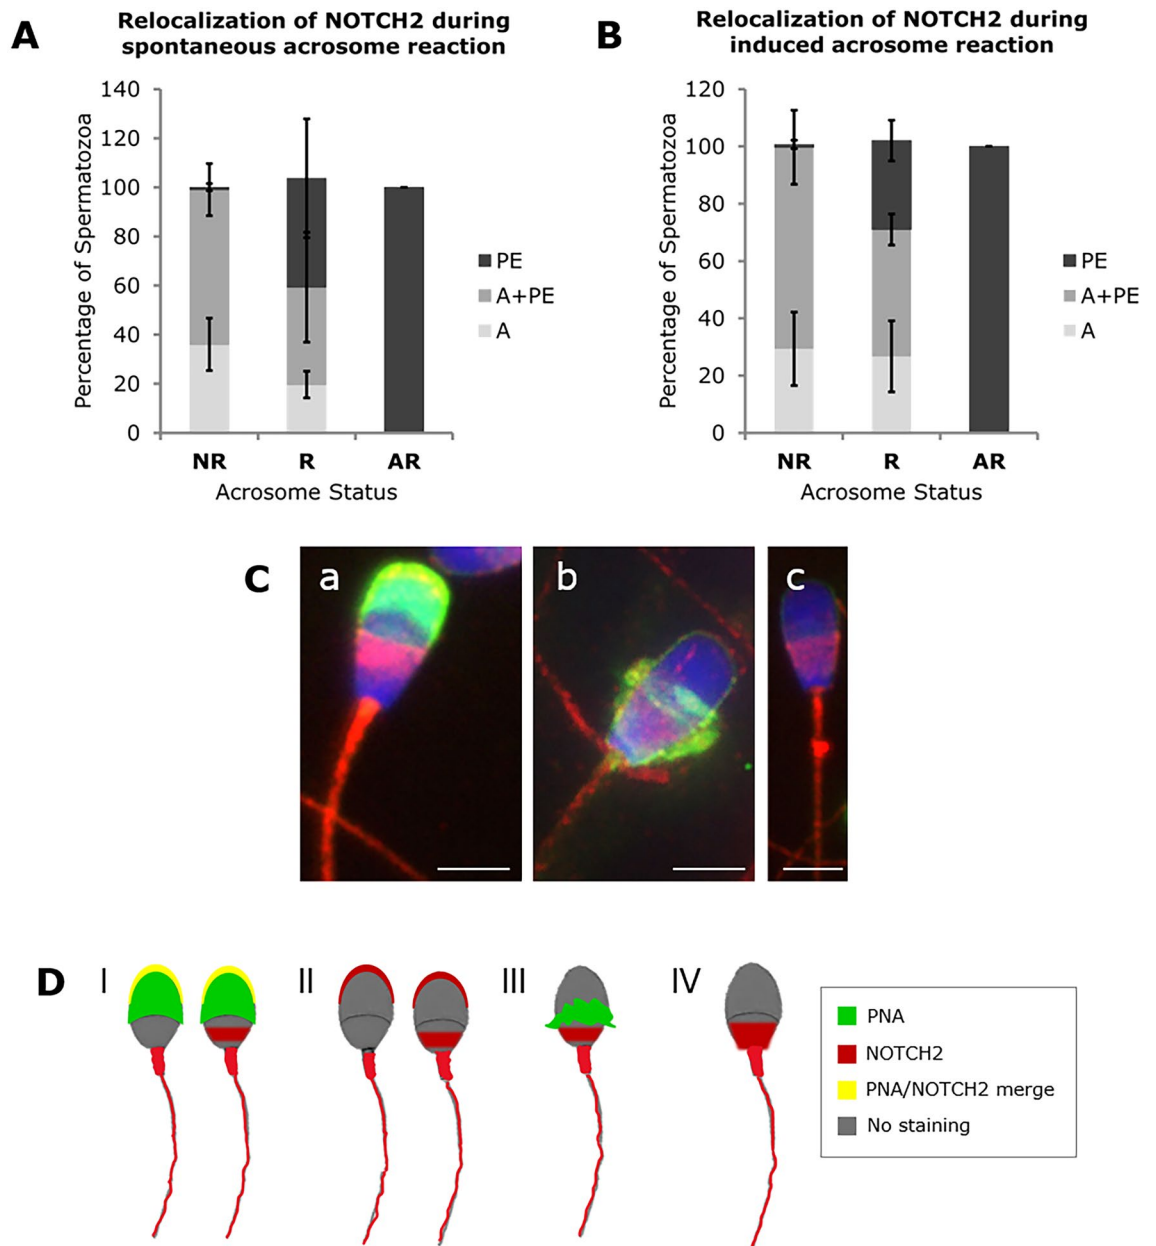 A
Relocalization of NOTCH2 during
spontaneous acrosome reaction
Percentage of Spermatozoa
140
120
100
80
60
40
20
0
NR R AR
Acrosome Status
PE
A+PE
A
B
Relocalization of NOTCH2 during
induced acrosome reaction
Percentage of Spermatozoa
120
100
80
60
40
20
0
NR R AR
Acrosome Status
PE
A+PE
A
C
a
b
c
D
I
II
III
IV
PNA
NOTCH2
PNA/NOTCH2 merge
No staining